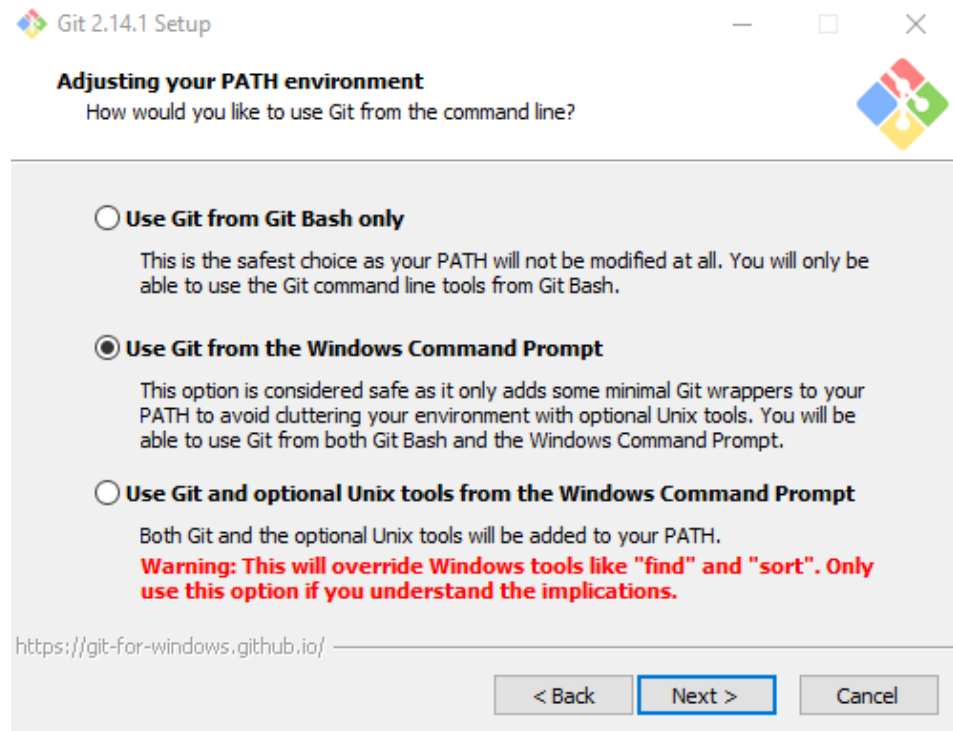 Git 2.14.1 Setup
Adjusting your PATH environment
How would you like to use Git from the command line?
Use Git from Git Bash only
This is the safest choice as your PATH will not be modified at all. You will only be
able to use the Git command line tools from Git Bash.
Use Git from the Windows Command Prompt
This option is considered safe as it only adds some minimal Git wrappers to your
PATH to avoid cluttering your environment with optional Unix tools. You will be
able to use Git from both Git Bash and the Windows Command Prompt.
Use Git and optional Unix tools from the Windows Command Prompt
Both Git and the optional Unix tools will be added to your PATH.
Warning: This will override Windows tools like "find" and "sort". Only
use this option if you understand the implications.
https://git-for-windows.github.io/
< Back Next > Cancel